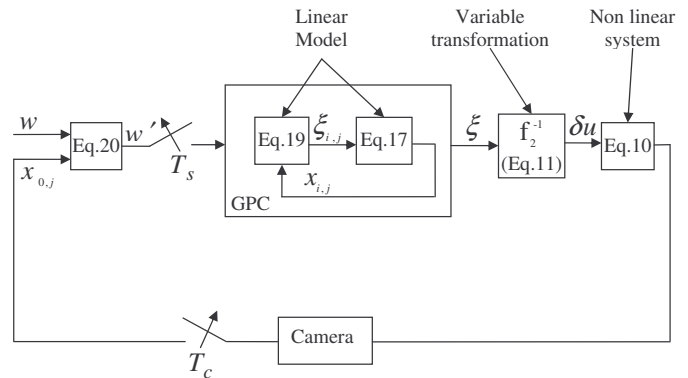 Linear
Model
Variable
transformation
Non linear
system
w
x₀,ⱼ
Eq.20
w′
Tₛ
Eq.19
ξᵢ,ⱼ
Eq.17
xᵢ,ⱼ
GPC
ξ
f₂⁻¹
(Eq.11)
δu
Eq.10
Camera
T_c